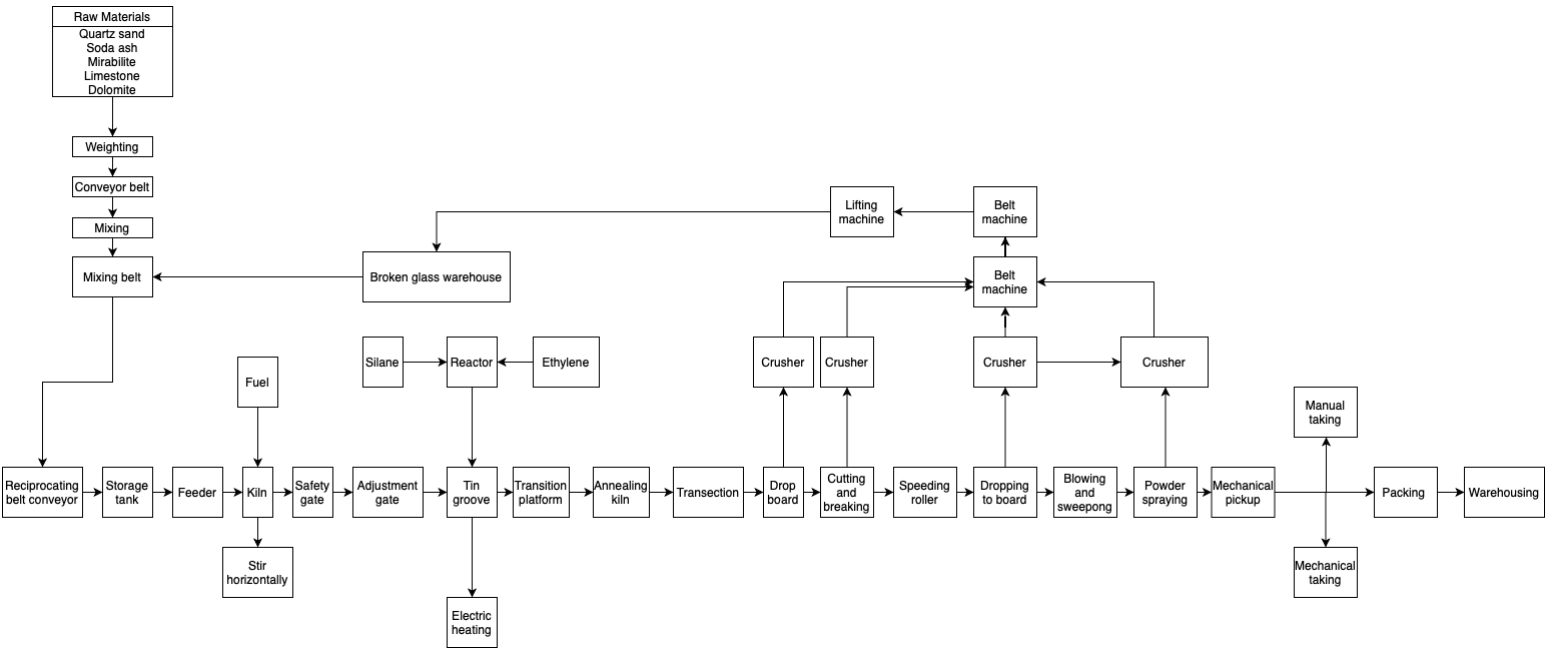 Raw Materials
Quartz sand
Soda ash
Mirabilite
Limestone
Dolomite
Weighting
Conveyor belt
Mixing
Mixing belt
Lifting
machine
Belt
machine
Broken glass warehouse
Belt
machine
Fuel
Silane
Reactor
Ethylene
Crusher
Crusher
Crusher
Crusher
Manual
taking
Reciprocating
belt conveyor
Storage
tank
Feeder
Kiln
Safety
gate
Adjustment
gate
Tin
groove
Transition
platform
Annealing
kiln
Transection
Drop
board
Cutting
and
breaking
Speeding
roller
Dropping
to board
Blowing
and
sweepong
Powder
spraying
Mechanical
pickup
Packing
Warehousing
Stir
horizontally
Mechanical
taking
Electric
heating